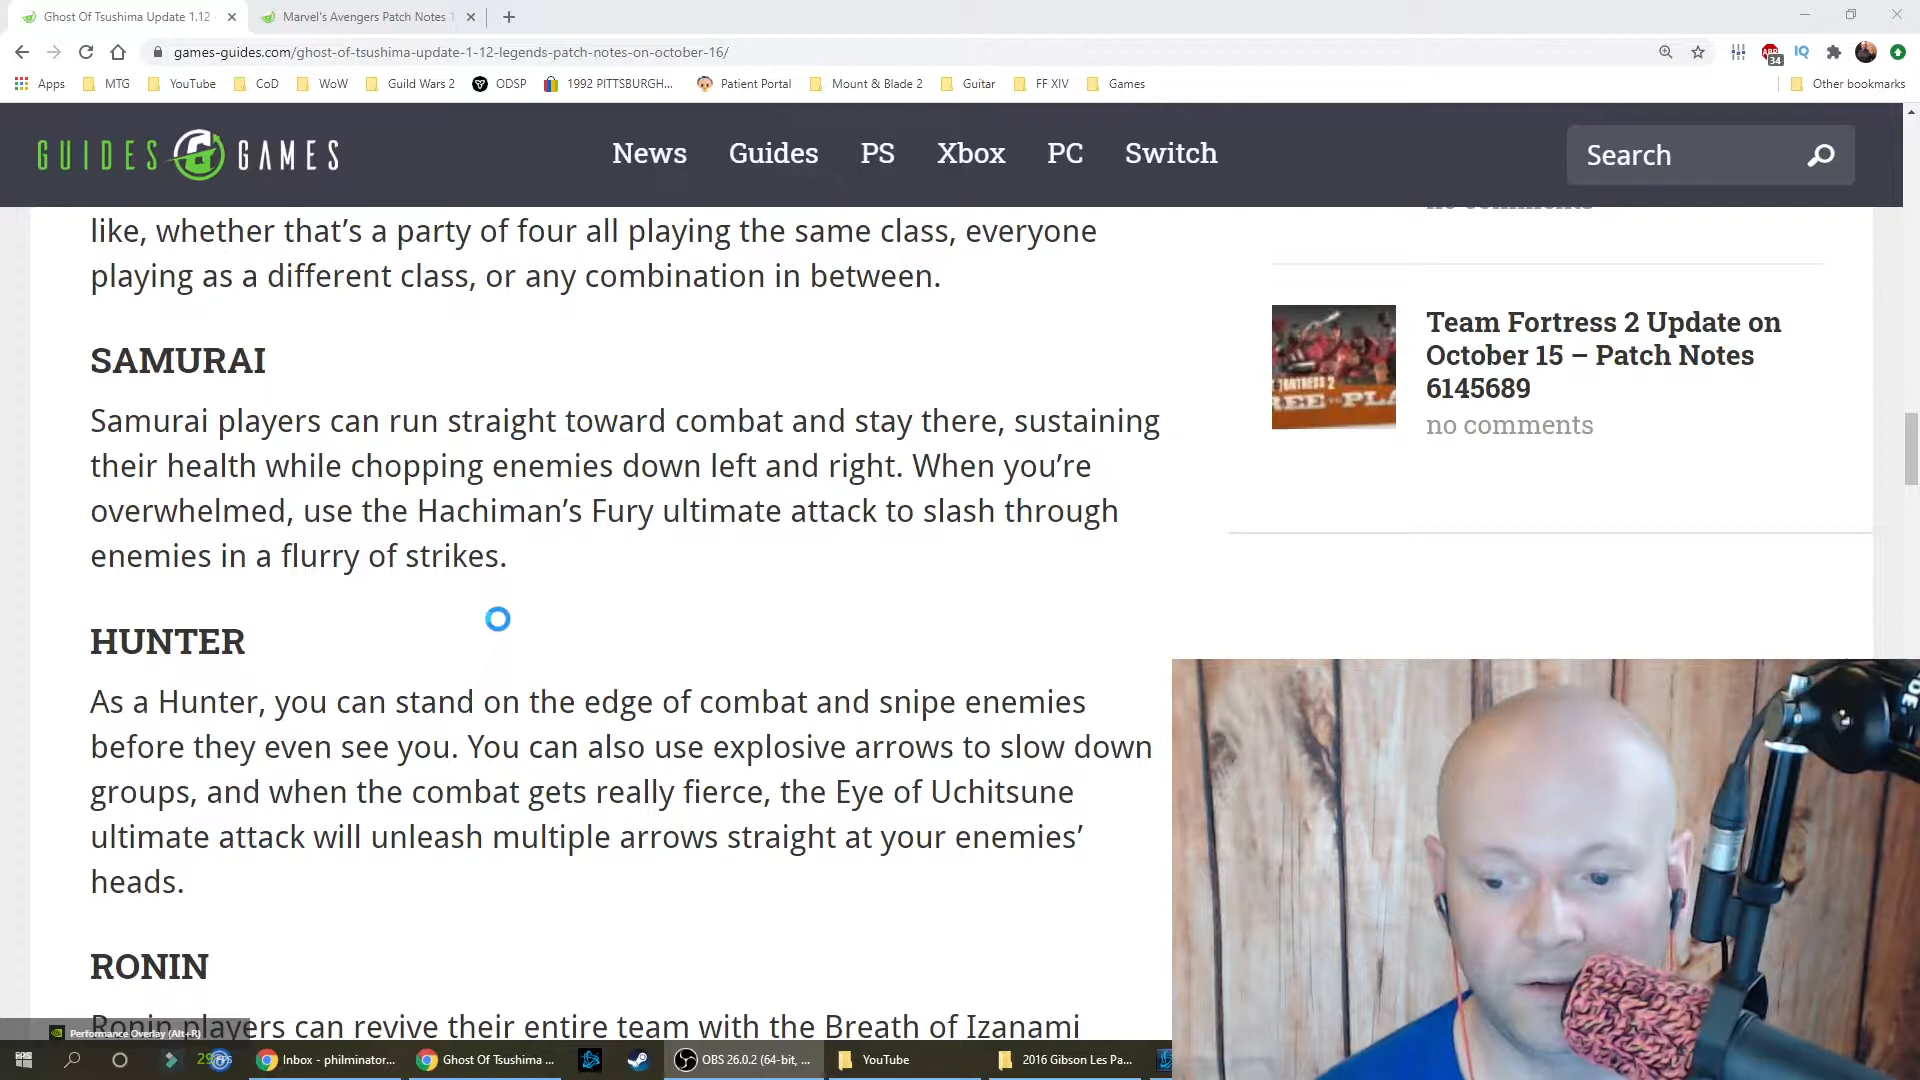 Ghost Of Tsushima Update 1.12
Marvel's Avengers Patch Notes 1
games-guides.com/ghost-of-tsushima-update-1-12-legends-patch-notes-on-october-16/
34
Apps MTG YouTube CoD WoW Guild Wars 2 ODSP 1992 PITTSBURGH... Patient Portal Mount & Blade 2 Guitar FF XIV Games Other bookmarks
GUIDES GAMES
News Guides PS Xbox PC Switch
Search
like, whether that’s a party of four all playing the same class, everyone
playing as a different class, or any combination in between.
SAMURAI
Samurai players can run straight toward combat and stay there, sustaining
their health while chopping enemies down left and right. When you’re
overwhelmed, use the Hachiman’s Fury ultimate attack to slash through
enemies in a flurry of strikes.
HUNTER
As a Hunter, you can stand on the edge of combat and snipe enemies
before they even see you. You can also use explosive arrows to slow down
groups, and when the combat gets really fierce, the Eye of Uchitsune
ultimate attack will unleash multiple arrows straight at your enemies’
heads.
RONIN
Ronin players can revive their entire team with the Breath of Izanami
no comments
Team Fortress 2 Update on
October 15 – Patch Notes
6145689
no comments
Performance Overlay (Alt+R)
Inbox - philminator...
Ghost Of Tsushima ...
OBS 26.0.2 (64-bit, ...
YouTube
2016 Gibson Les Pa...